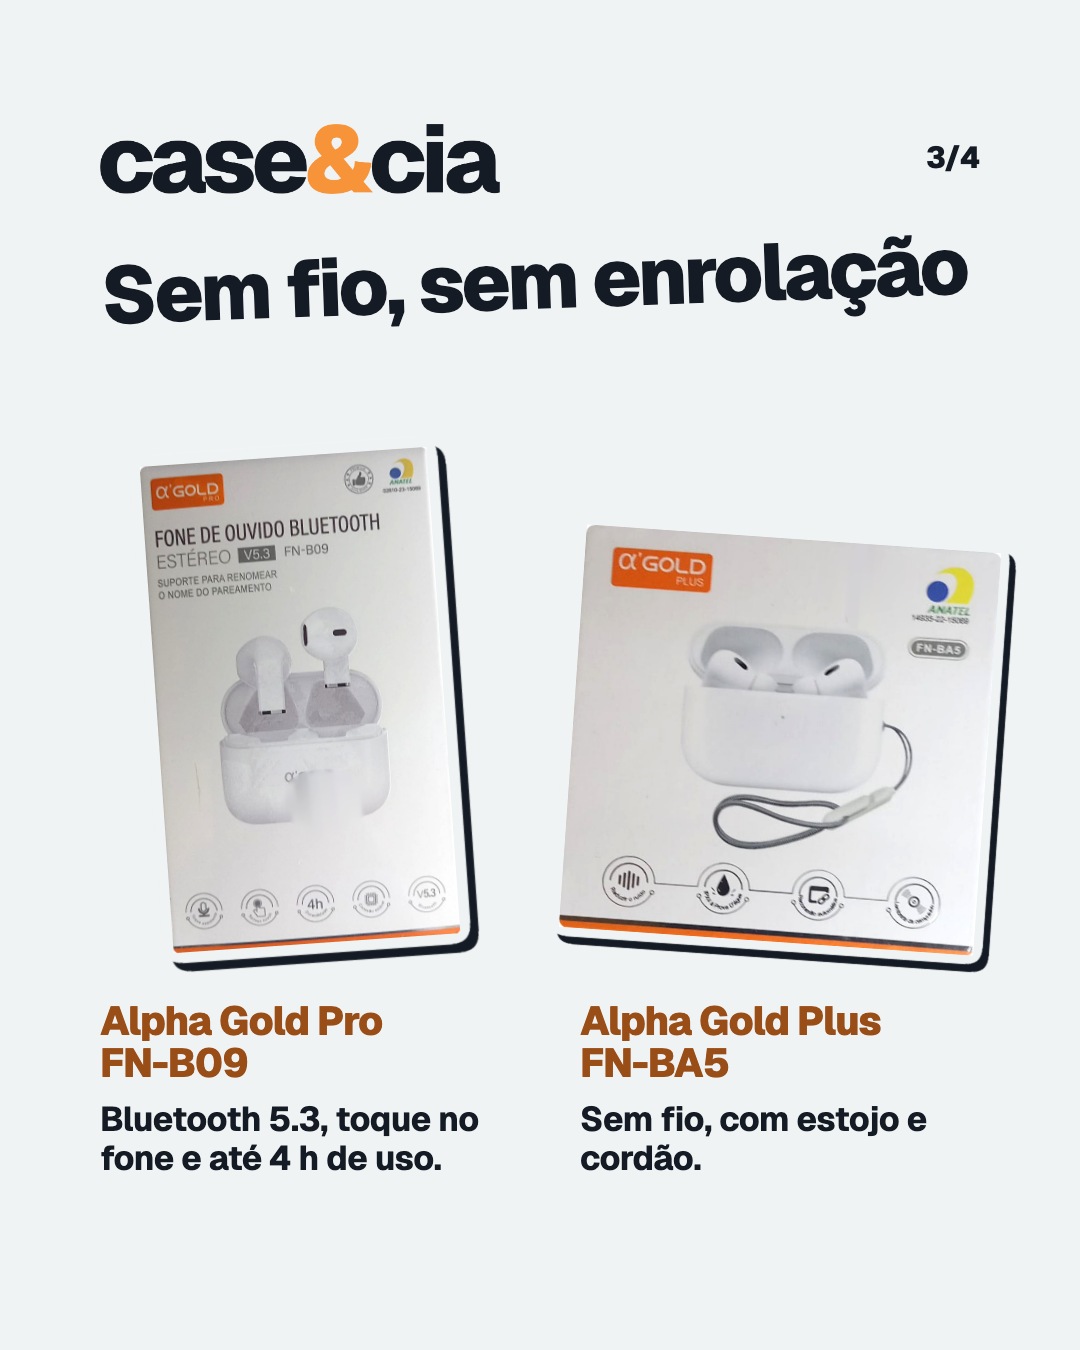 case&cia
3/4
Sem fio, sem enrolação
α'GOLD
PRO
ANATEL
FONE DE OUVIDO BLUETOOTH
ESTÉREO V5.3 FN-B09
SUPORTE PARA RENOMEAR
O NOME DO PAREAMENTO
4h
V5.3
α'GOLD
PLUS
ANATEL
14935-22-15069
FN-BA5
Alpha Gold Pro
FN-B09
Bluetooth 5.3, toque no
fone e até 4 h de uso.
Alpha Gold Plus
FN-BA5
Sem fio, com estojo e
cordão.